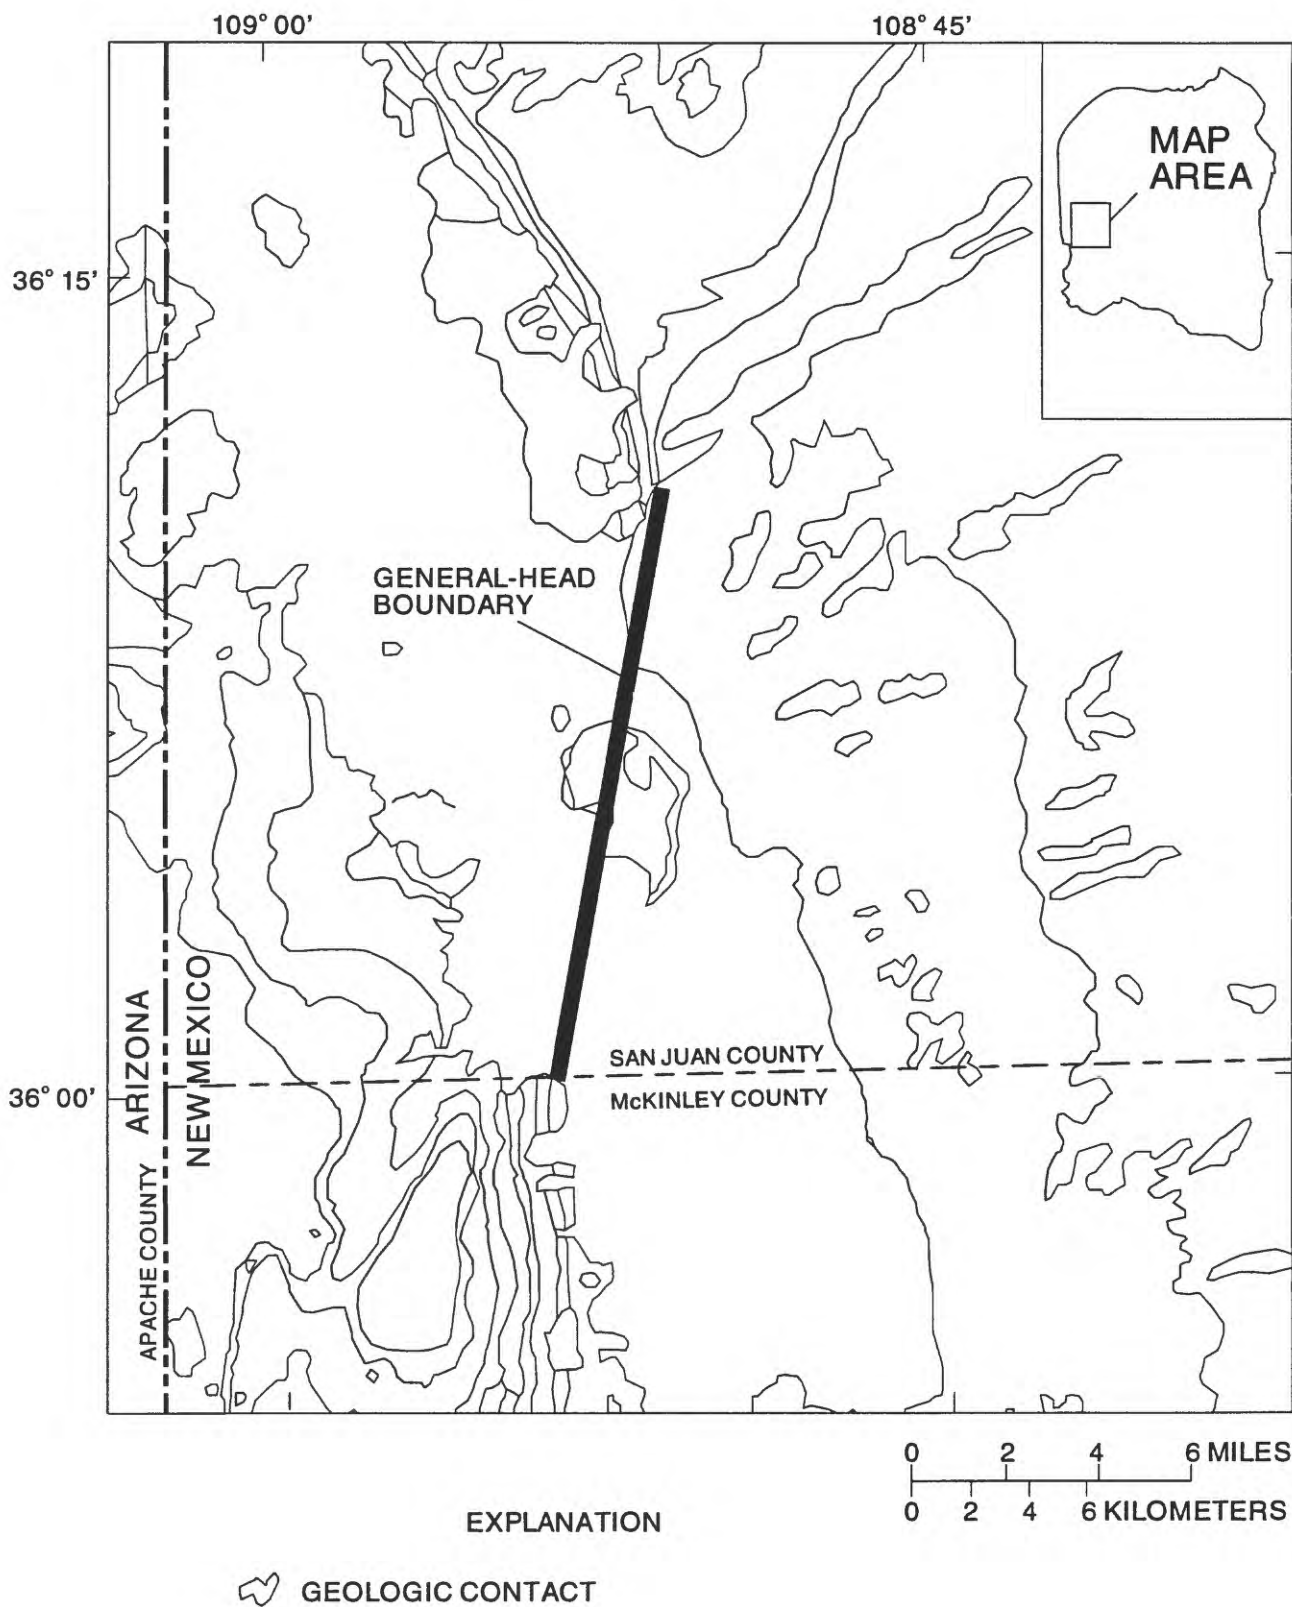 109° 00'
108° 45'
MAP
AREA
36° 15'
GENERAL-HEAD
BOUNDARY
SAN JUAN COUNTY
McKINLEY COUNTY
36° 00'
APACHE COUNTY
ARIZONA
NEW MEXICO
0 2 4 6 MILES
0 2 4 6 KILOMETERS
EXPLANATION
GEOLOGIC CONTACT